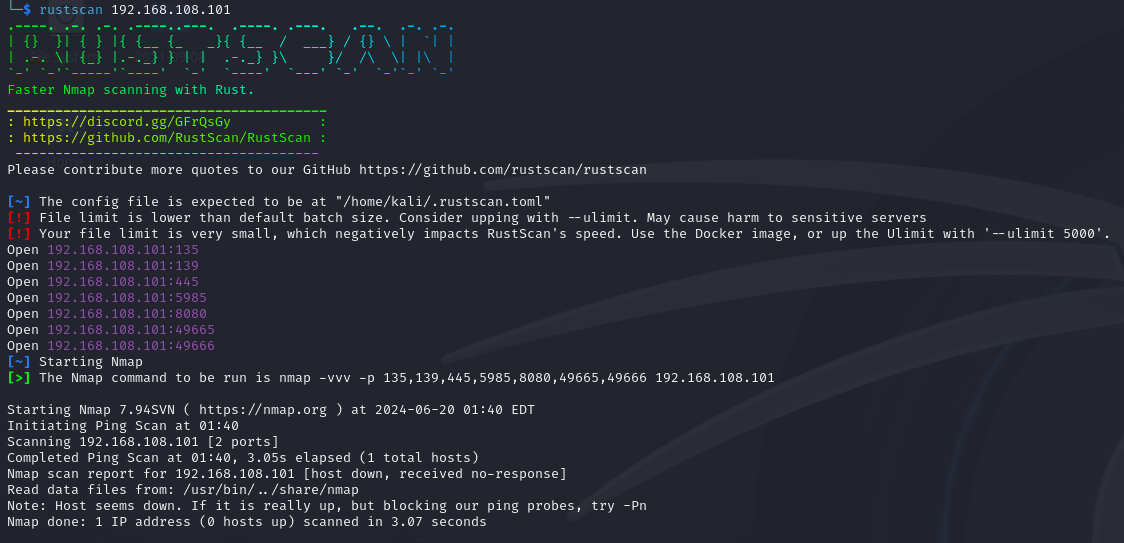 └─$ rustscan 192.168.108.101
.----. .-. .-. .----..---.  .----. .---.   .--.  .-. .-.
| {}  }| { } |{ {__ {_   _}{ {__  /  ___} / {} \ |  `| |
| .-. \| {_} |.-._} } | |  .-._} }\     }/  /\  \| |\  |
`-' `-'`-----'`----'  `-'  `----'  `---' `-'  `-'`-' `-'
Faster Nmap scanning with Rust.
________________________________________
: https://discord.gg/GFrQsGy           :
: https://github.com/RustScan/RustScan :
 --------------------------------------
Please contribute more quotes to our GitHub https://github.com/rustscan/rustscan

[~] The config file is expected to be at "/home/kali/.rustscan.toml"
[!] File limit is lower than default batch size. Consider upping with --ulimit. May cause harm to sensitive servers
[!] Your file limit is very small, which negatively impacts RustScan's speed. Use the Docker image, or up the Ulimit with '--ulimit 5000'.
Open 192.168.108.101:135
Open 192.168.108.101:139
Open 192.168.108.101:445
Open 192.168.108.101:5985
Open 192.168.108.101:8080
Open 192.168.108.101:49665
Open 192.168.108.101:49666
[~] Starting Nmap
[>] The Nmap command to be run is nmap -vvv -p 135,139,445,5985,8080,49665,49666 192.168.108.101

Starting Nmap 7.94SVN ( https://nmap.org ) at 2024-06-20 01:40 EDT
Initiating Ping Scan at 01:40
Scanning 192.168.108.101 [2 ports]
Completed Ping Scan at 01:40, 3.05s elapsed (1 total hosts)
Nmap scan report for 192.168.108.101 [host down, received no-response]
Read data files from: /usr/bin/../share/nmap
Note: Host seems down. If it is really up, but blocking our ping probes, try -Pn
Nmap done: 1 IP address (0 hosts up) scanned in 3.07 seconds